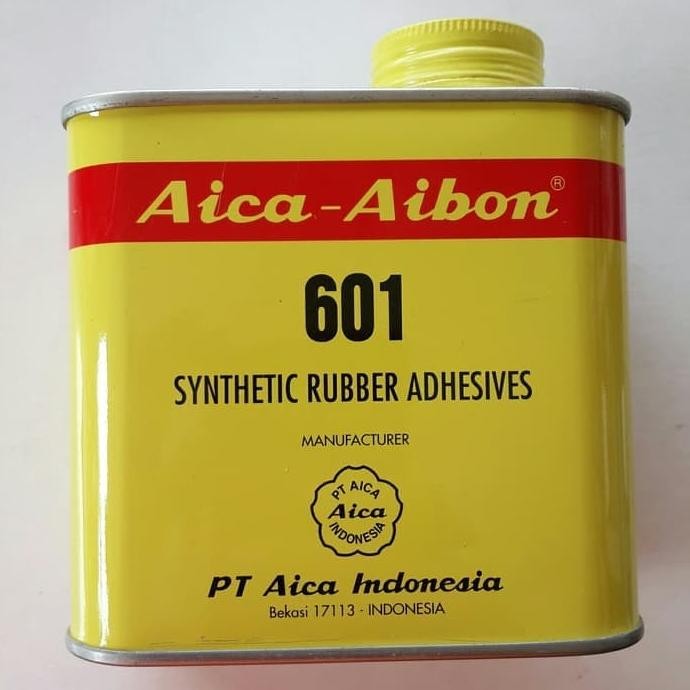 Aica-Aibon®
601
SYNTHETIC RUBBER ADHESIVES
MANUFACTURER
PT AICA
Aica
INDONESIA
PT Aica Indonesia
Bekasi 17113 - INDONESIA